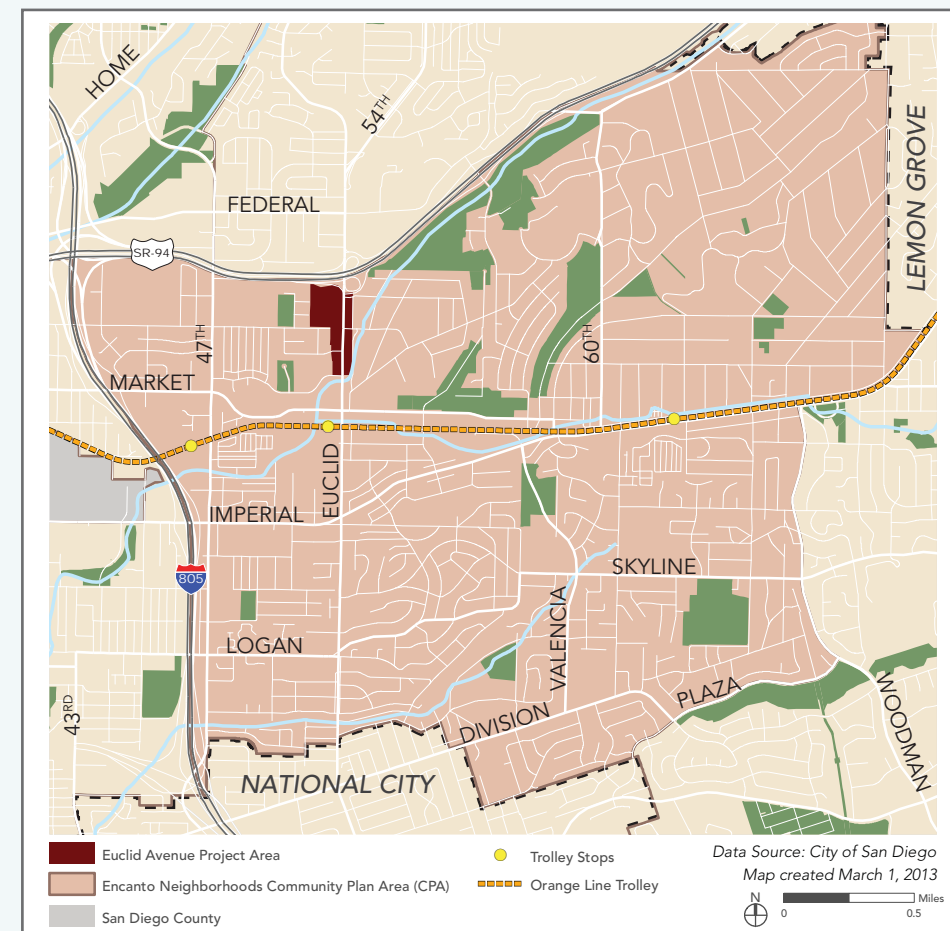 HOME
54TH
FEDERAL
LEMON GROVE
SR-94
47TH
60TH
MARKET
EUCLID
IMPERIAL
SKYLINE
805
VALENCIA
LOGAN
PLAZA
43RD
WOODMAN
DIVISION
NATIONAL CITY
Euclid Avenue Project Area
Encanto Neighborhoods Community Plan Area (CPA)
San Diego County
Trolley Stops
Orange Line Trolley
Data Source: City of San Diego
Map created March 1, 2013
N
Miles
0 0.5